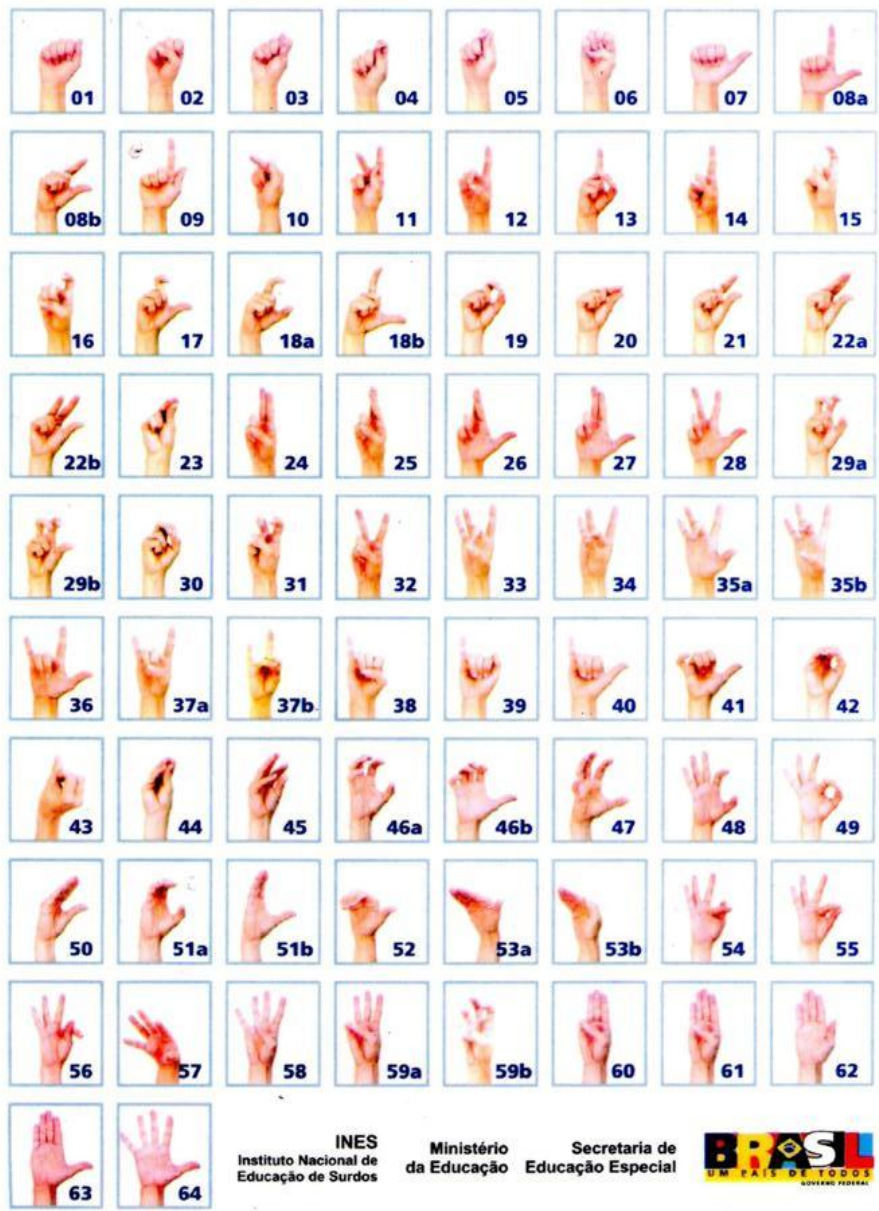 01 02 03 04 05 06 07 08a
08b 09 10 11 12 13 14 15
16 17 18a 18b 19 20 21 22a
22b 23 24 25 26 27 28 29a
29b 30 31 32 33 34 35a 35b
36 37a 37b 38 39 40 41 42
43 44 45 46a 46b 47 48 49
50 51a 51b 52 53a 53b 54 55
56 57 58 59a 59b 60 61 62
63 64
INES
Instituto Nacional de
Educação de Surdos
Ministério
da Educação
Secretaria de
Educação Especial
BRASIL
UM PAÍS DE TODOS
GOVERNO FEDERAL